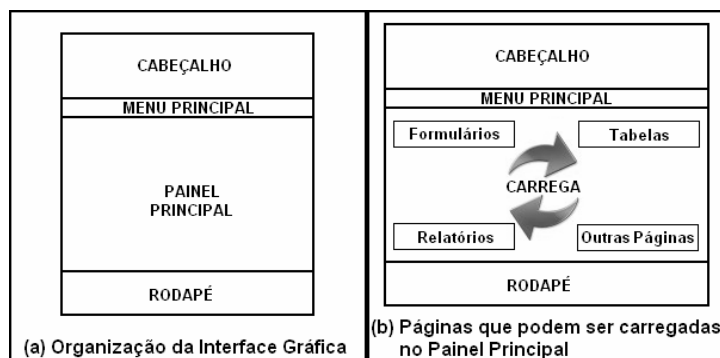 CABEÇALHO
MENU PRINCIPAL
PAINEL
PRINCIPAL
RODAPÉ
(a) Organização da Interface Gráfica
CABEÇALHO
MENU PRINCIPAL
Formulários
Tabelas
CARREGA
Relatórios
Outras Páginas
RODAPÉ
(b) Páginas que podem ser carregadas
no Painel Principal